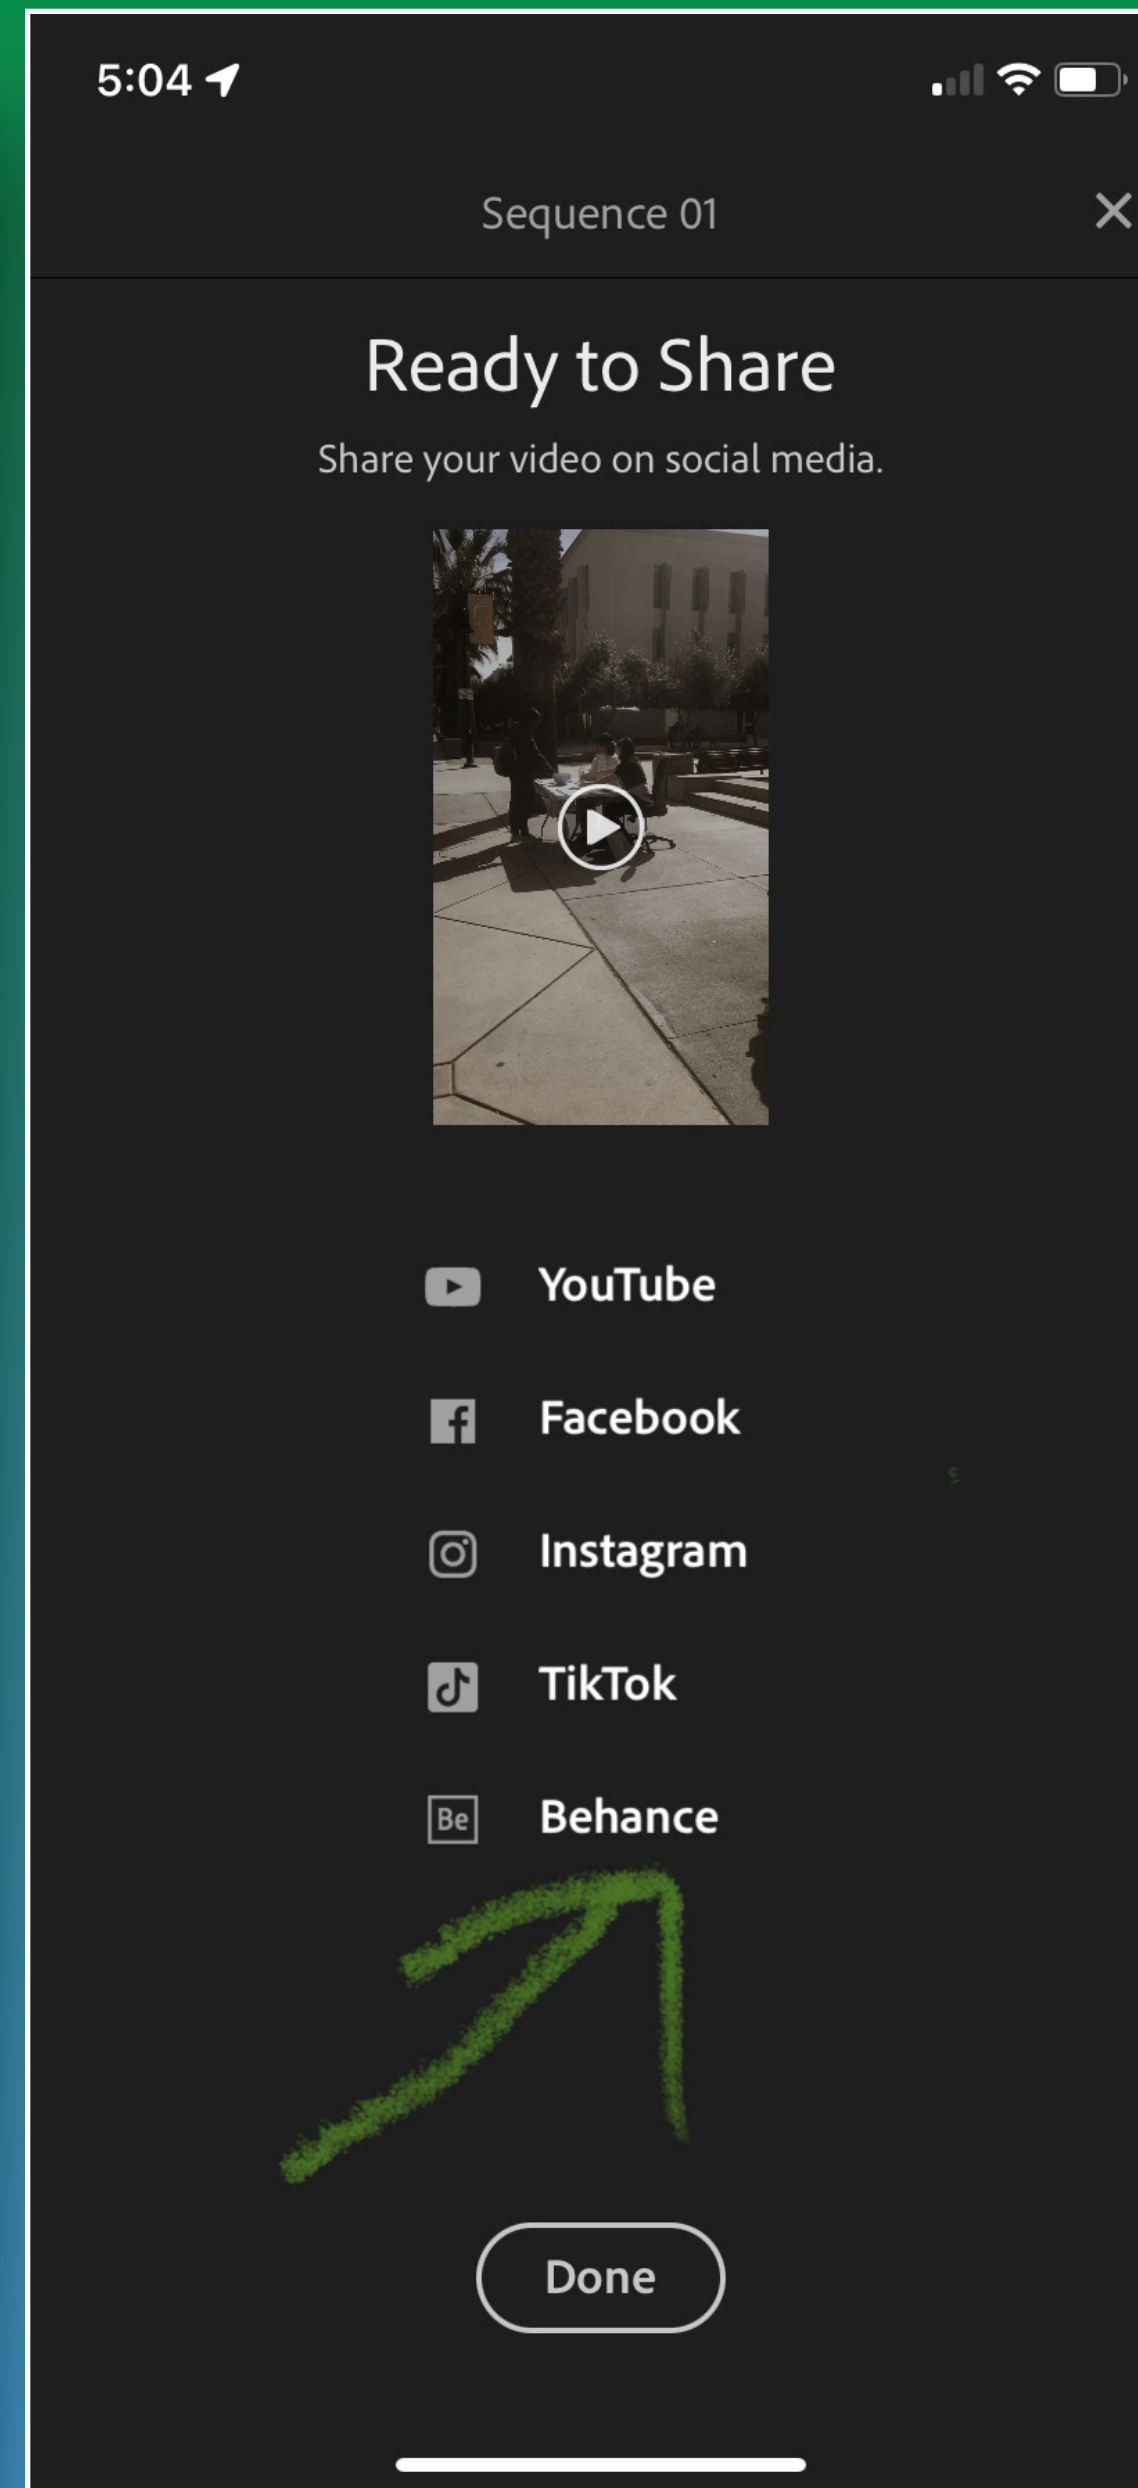 5:04
Sequence 01
Ready to Share
Share your video on social media.
YouTube
Facebook
Instagram
TikTok
Be Behance
Done